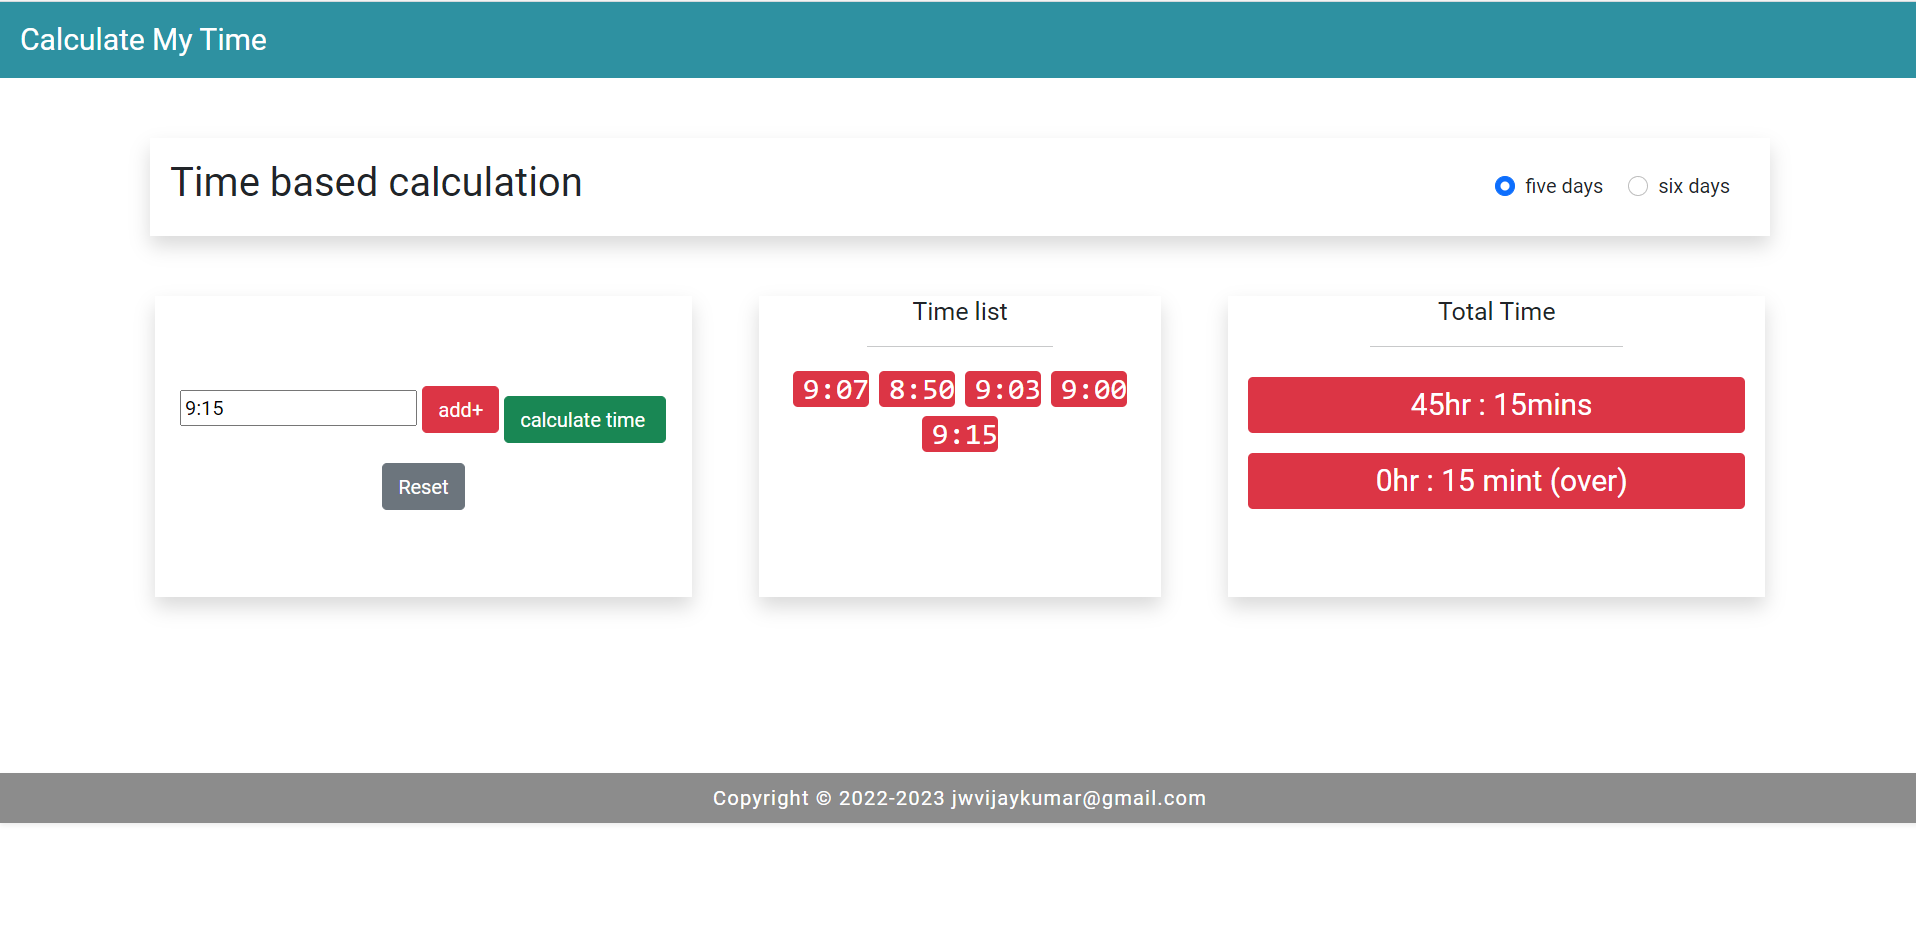 Calculate My Time
Time based calculation
five days six days
9:15 add+ calculate time
Reset
Time list
9:07 8:50 9:03 9:00
9:15
Total Time
45hr : 15mins
0hr : 15 mint (over)
Copyright © 2022-2023 jwvijaykumar@gmail.com